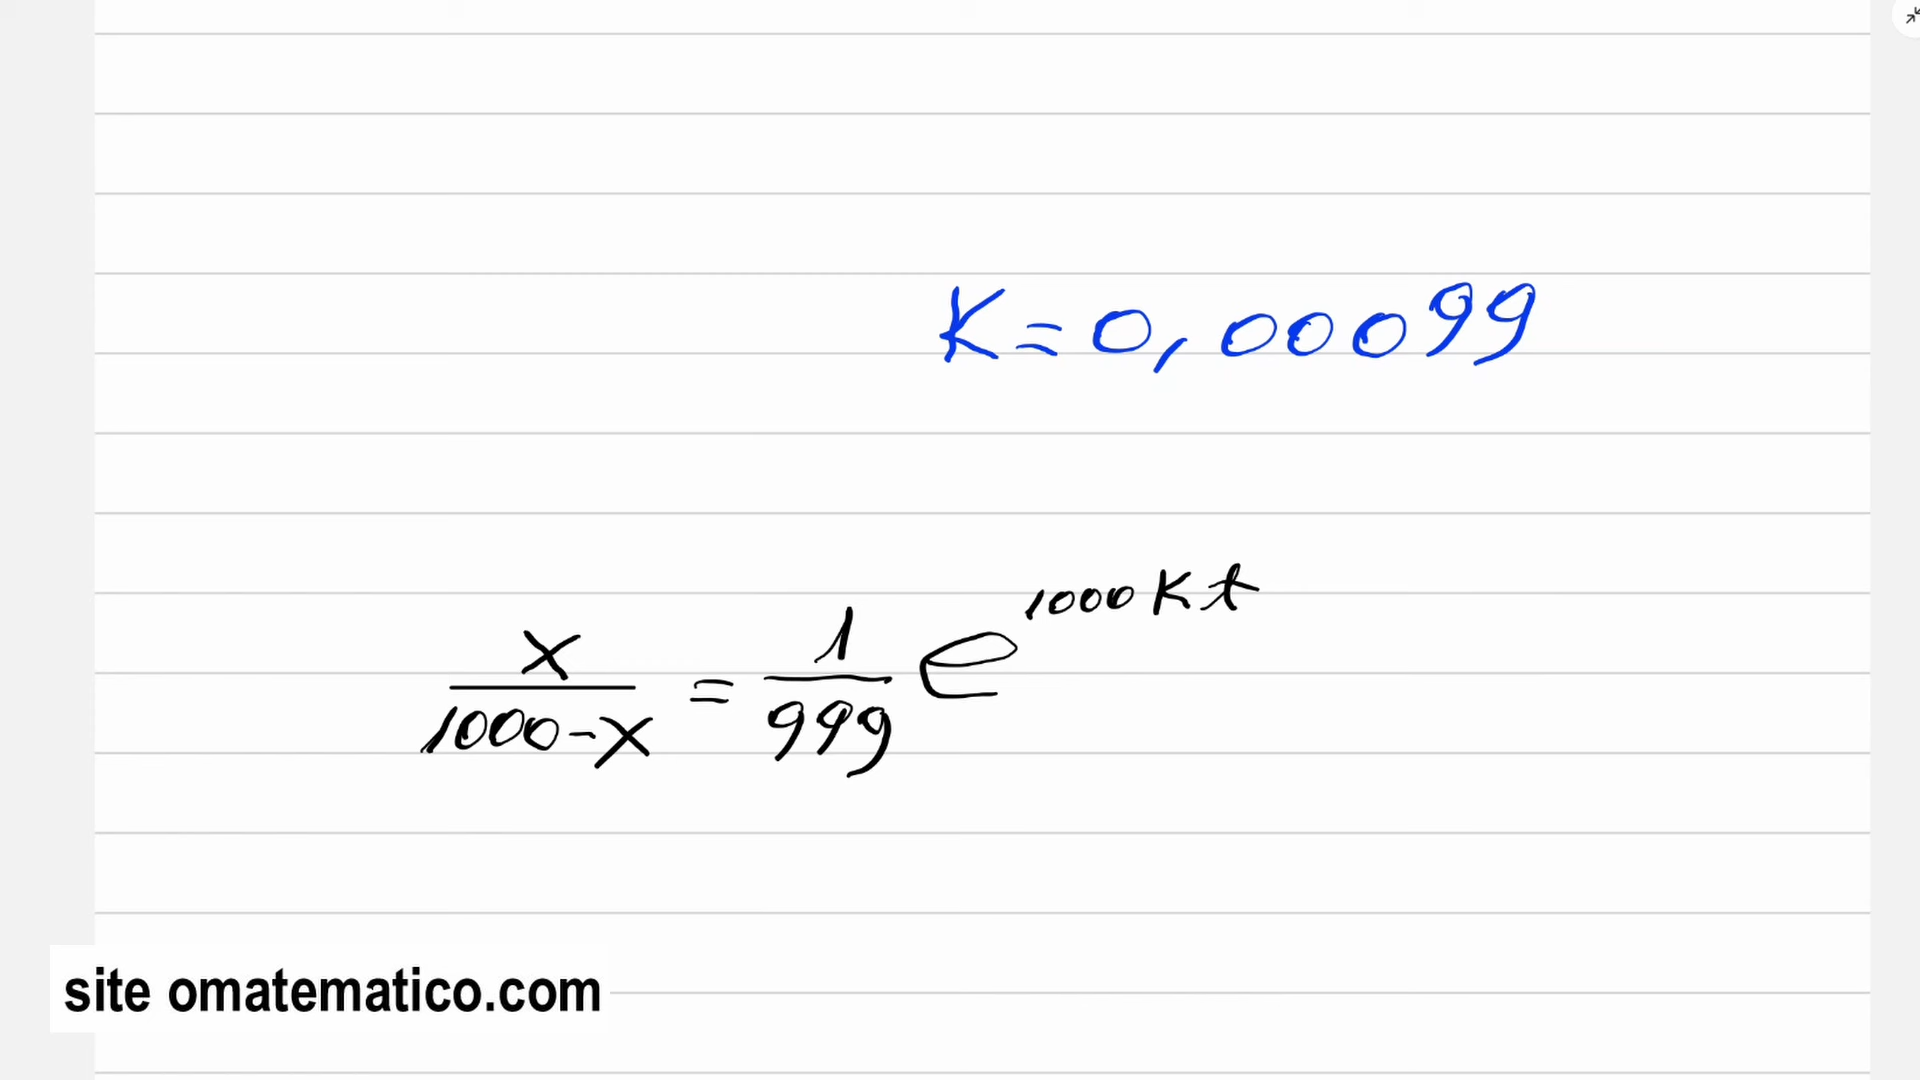 K = 0,00099
x/(1000-x) = 1/999 e^(1000Kt)
site omatematico.com